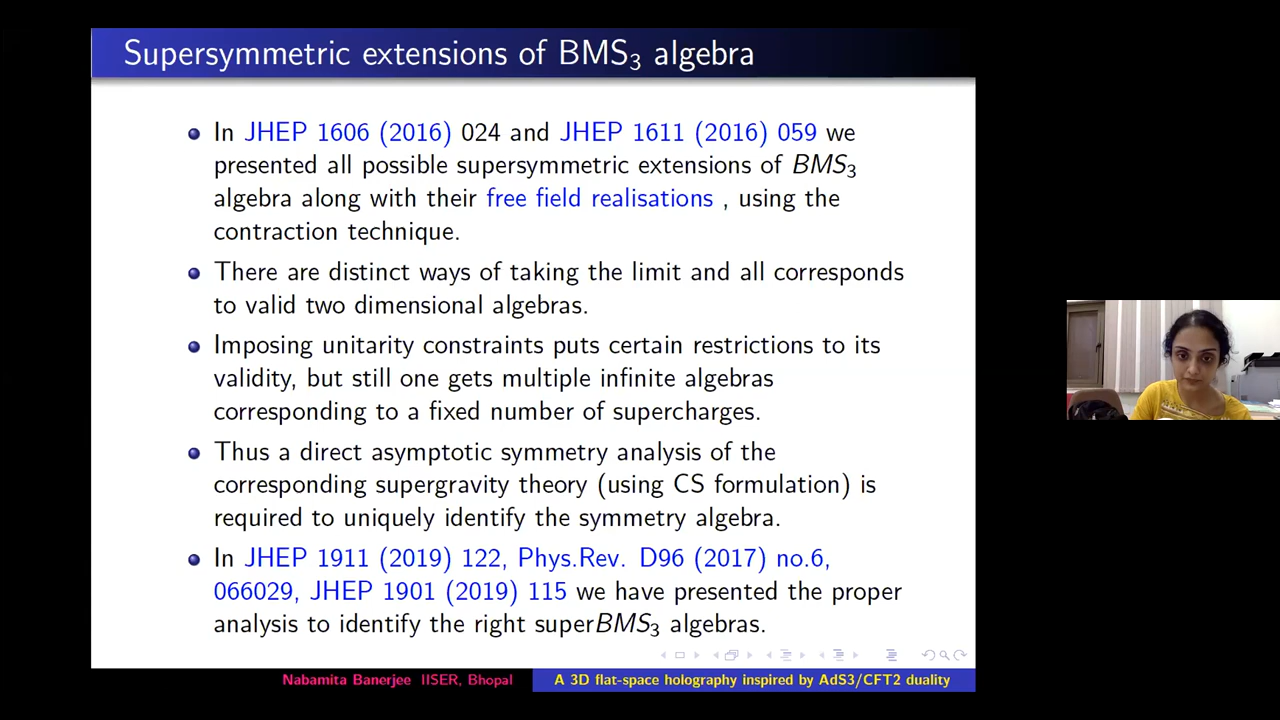 Supersymmetric extensions of BMS₃ algebra
In JHEP 1606 (2016) 024 and JHEP 1611 (2016) 059 we
presented all possible supersymmetric extensions of BMS₃
algebra along with their free field realisations , using the
contraction technique.
There are distinct ways of taking the limit and all corresponds
to valid two dimensional algebras.
Imposing unitarity constraints puts certain restrictions to its
validity, but still one gets multiple infinite algebras
corresponding to a fixed number of supercharges.
Thus a direct asymptotic symmetry analysis of the
corresponding supergravity theory (using CS formulation) is
required to uniquely identify the symmetry algebra.
In JHEP 1911 (2019) 122, Phys.Rev. D96 (2017) no.6,
066029, JHEP 1901 (2019) 115 we have presented the proper
analysis to identify the right superBMS₃ algebras.
Nabamita Banerjee IISER, Bhopal
A 3D flat-space holography inspired by AdS3/CFT2 duality